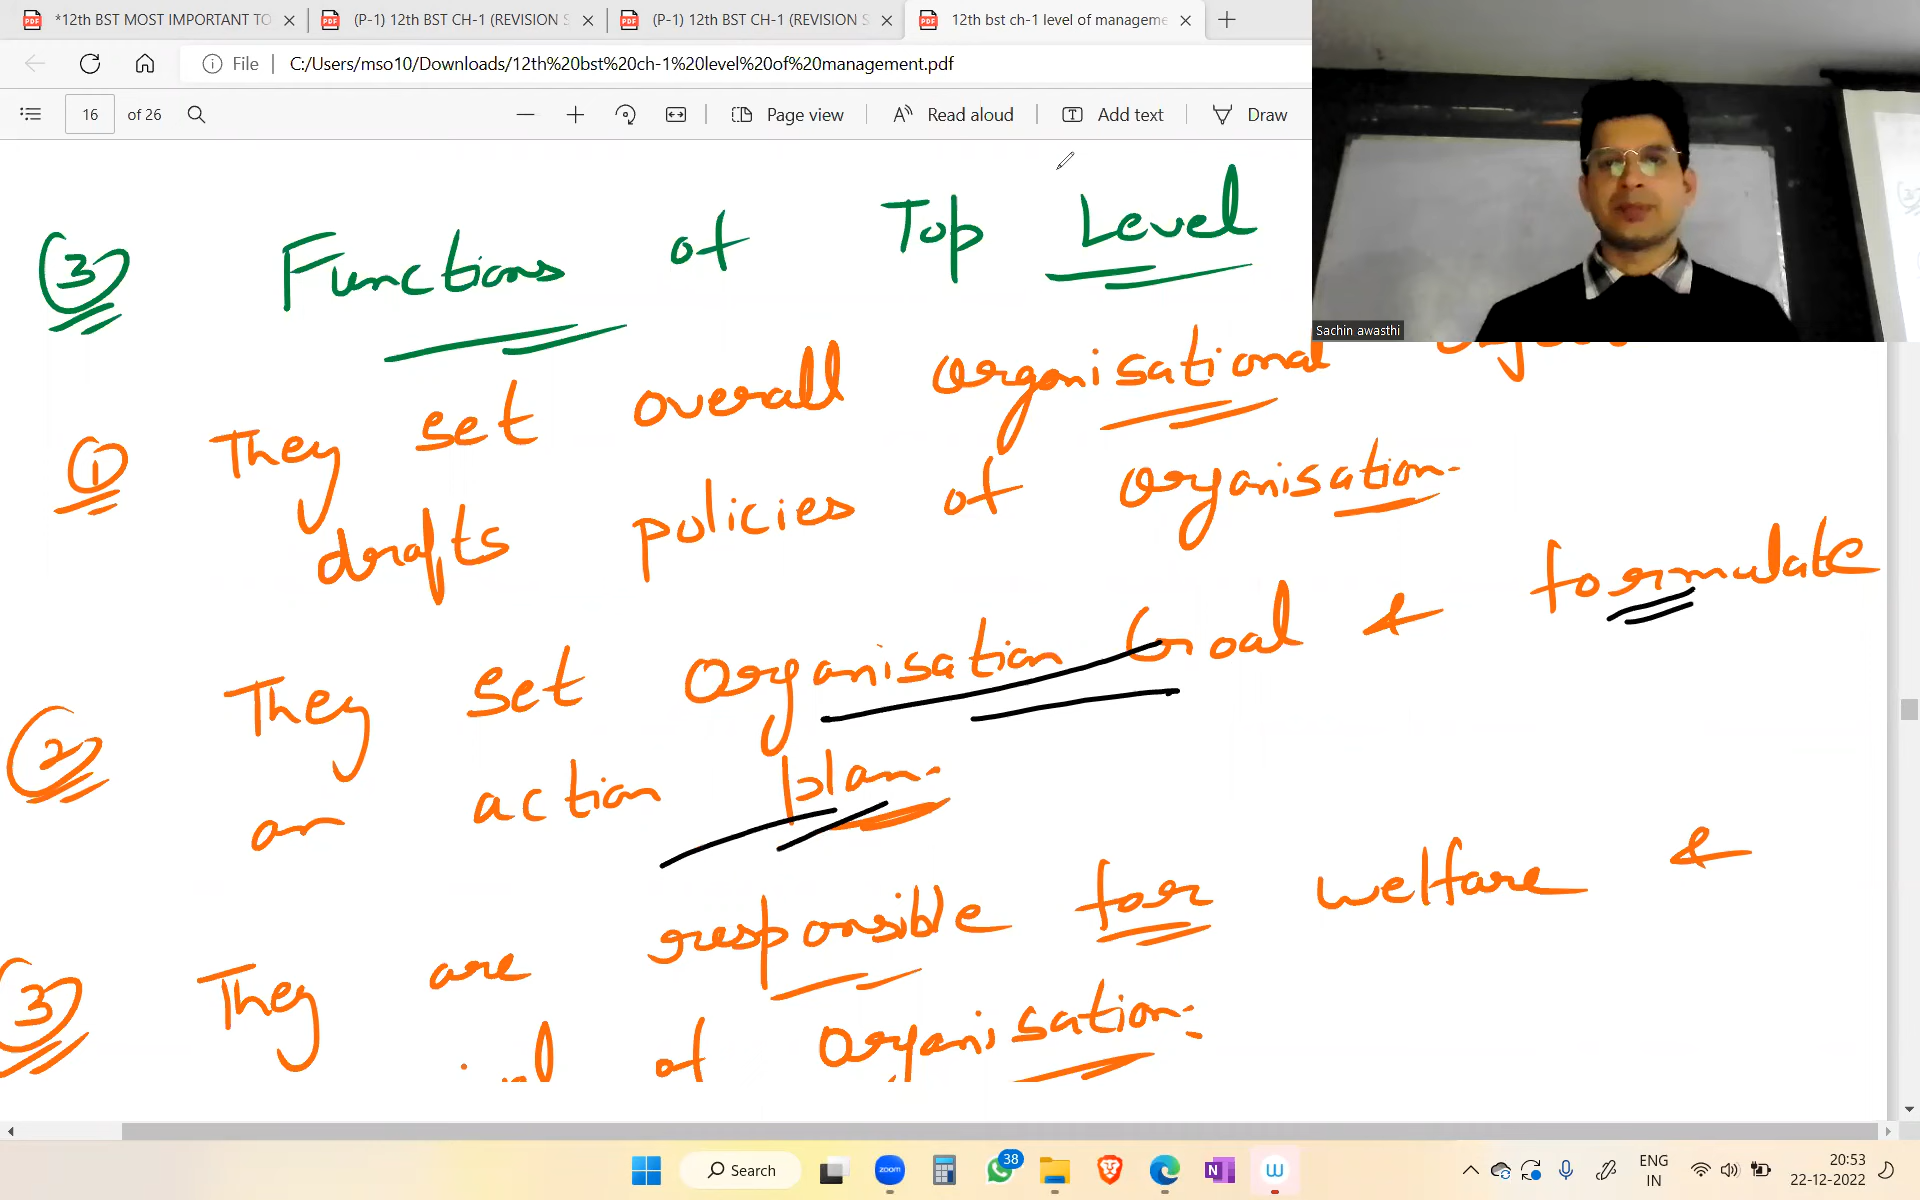 *12th BST MOST IMPORTANT TO
(P-1) 12th BST CH-1 (REVISION S
(P-1) 12th BST CH-1 (REVISION S
12th bst ch-1 level of manageme
File
C:/Users/mso10/Downloads/12th%20bst%20ch-1%20level%20of%20management.pdf
16 of 26
Page view
Read aloud
Add text
Draw
Sachin awasthi
(3) Functions of Top Level
(1) They set overall organisational
drafts policies of organisation.
(2) They set organisation Goal & formulate
an action plan.
(3) They are responsible for welfare &
of organisation.
Search
zoom
38
N
W
ENG
IN
20:53
22-12-2022